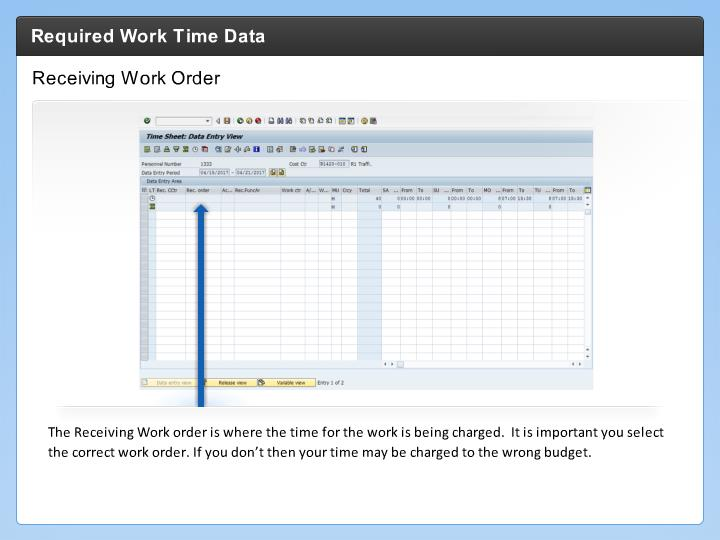 Required Work Time Data
Receiving Work Order
Time Sheet: Data Entry View
Personnel Number 1333 Cost Ctr 91420-010 R1 Traffi..
Data Entry Period 04/15/2017 - 04/21/2017
Data Entry Area
LT Rec. CCtr Rec. order Ac... Rec.FuncAr Work ctr A/... W... MU Ccy Total SA ... From To SU ... From To MO ... From To TU ... From To
H 40 0 00:00 00:00 0 00:00 00:00 8 07:00 15:30 8 07:00 15:30
H 0 0 0 0 0
Data entry view Release view Variable view Entry 1 of 2
The Receiving Work order is where the time for the work is being charged. It is important you select
the correct work order. If you don’t then your time may be charged to the wrong budget.